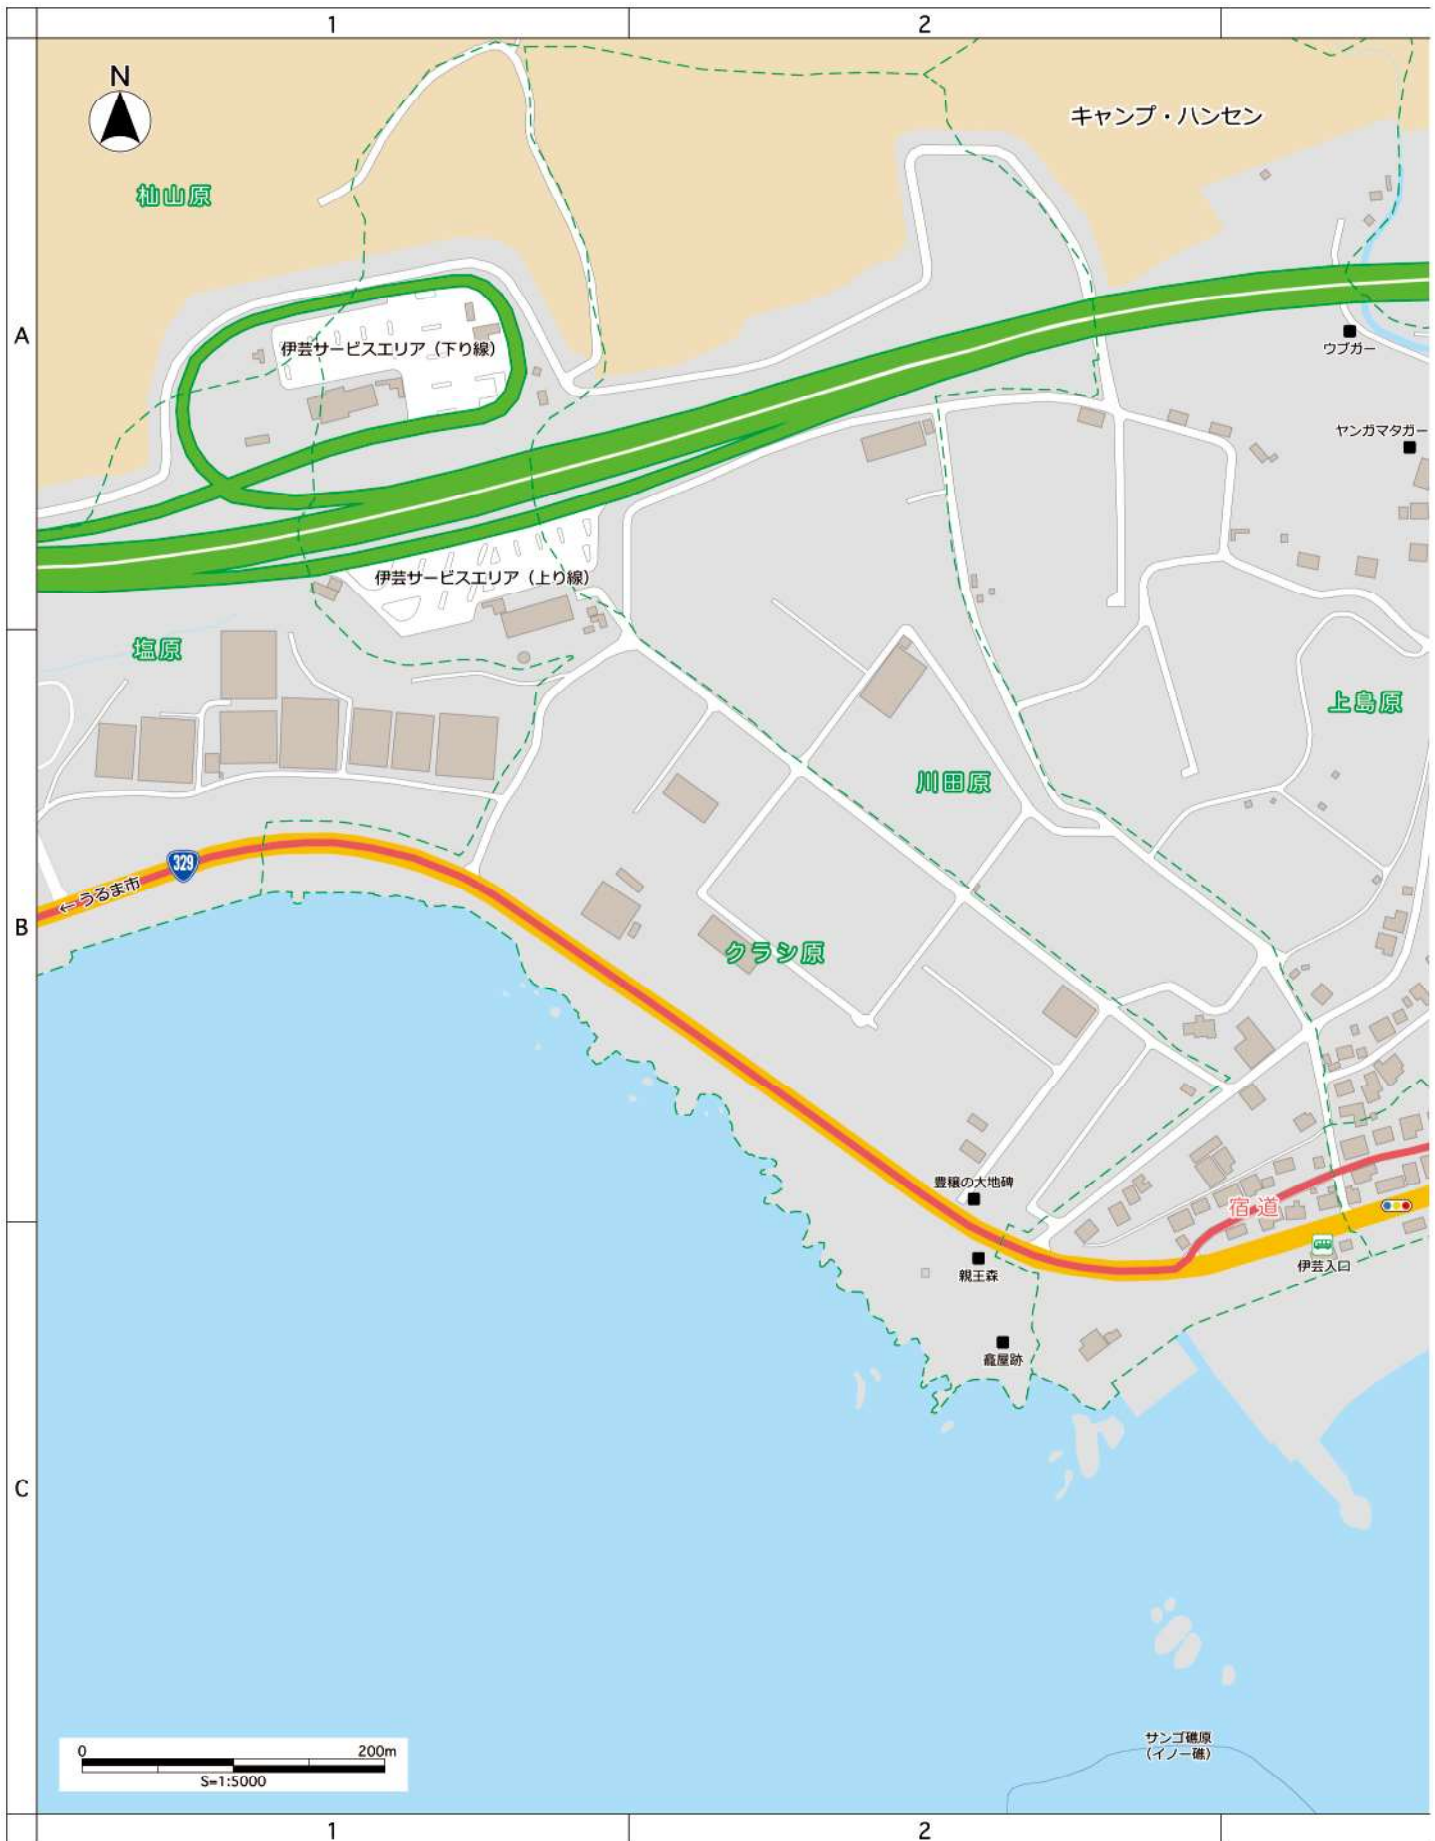 1
2
N
キャンプ・ハンセン
杣山原
A
伊芸サービスエリア（下り線）
ウブガー
ヤンガマタガー
伊芸サービスエリア（上り線）
塩原
上島原
川田原
329
←うるま市
B
クラシ原
豊穣の大地碑
宿道
伊芸入口
親王森
龕屋跡
C
サンゴ礁原
（イノー礁）
0
200m
S=1:5000
1
2